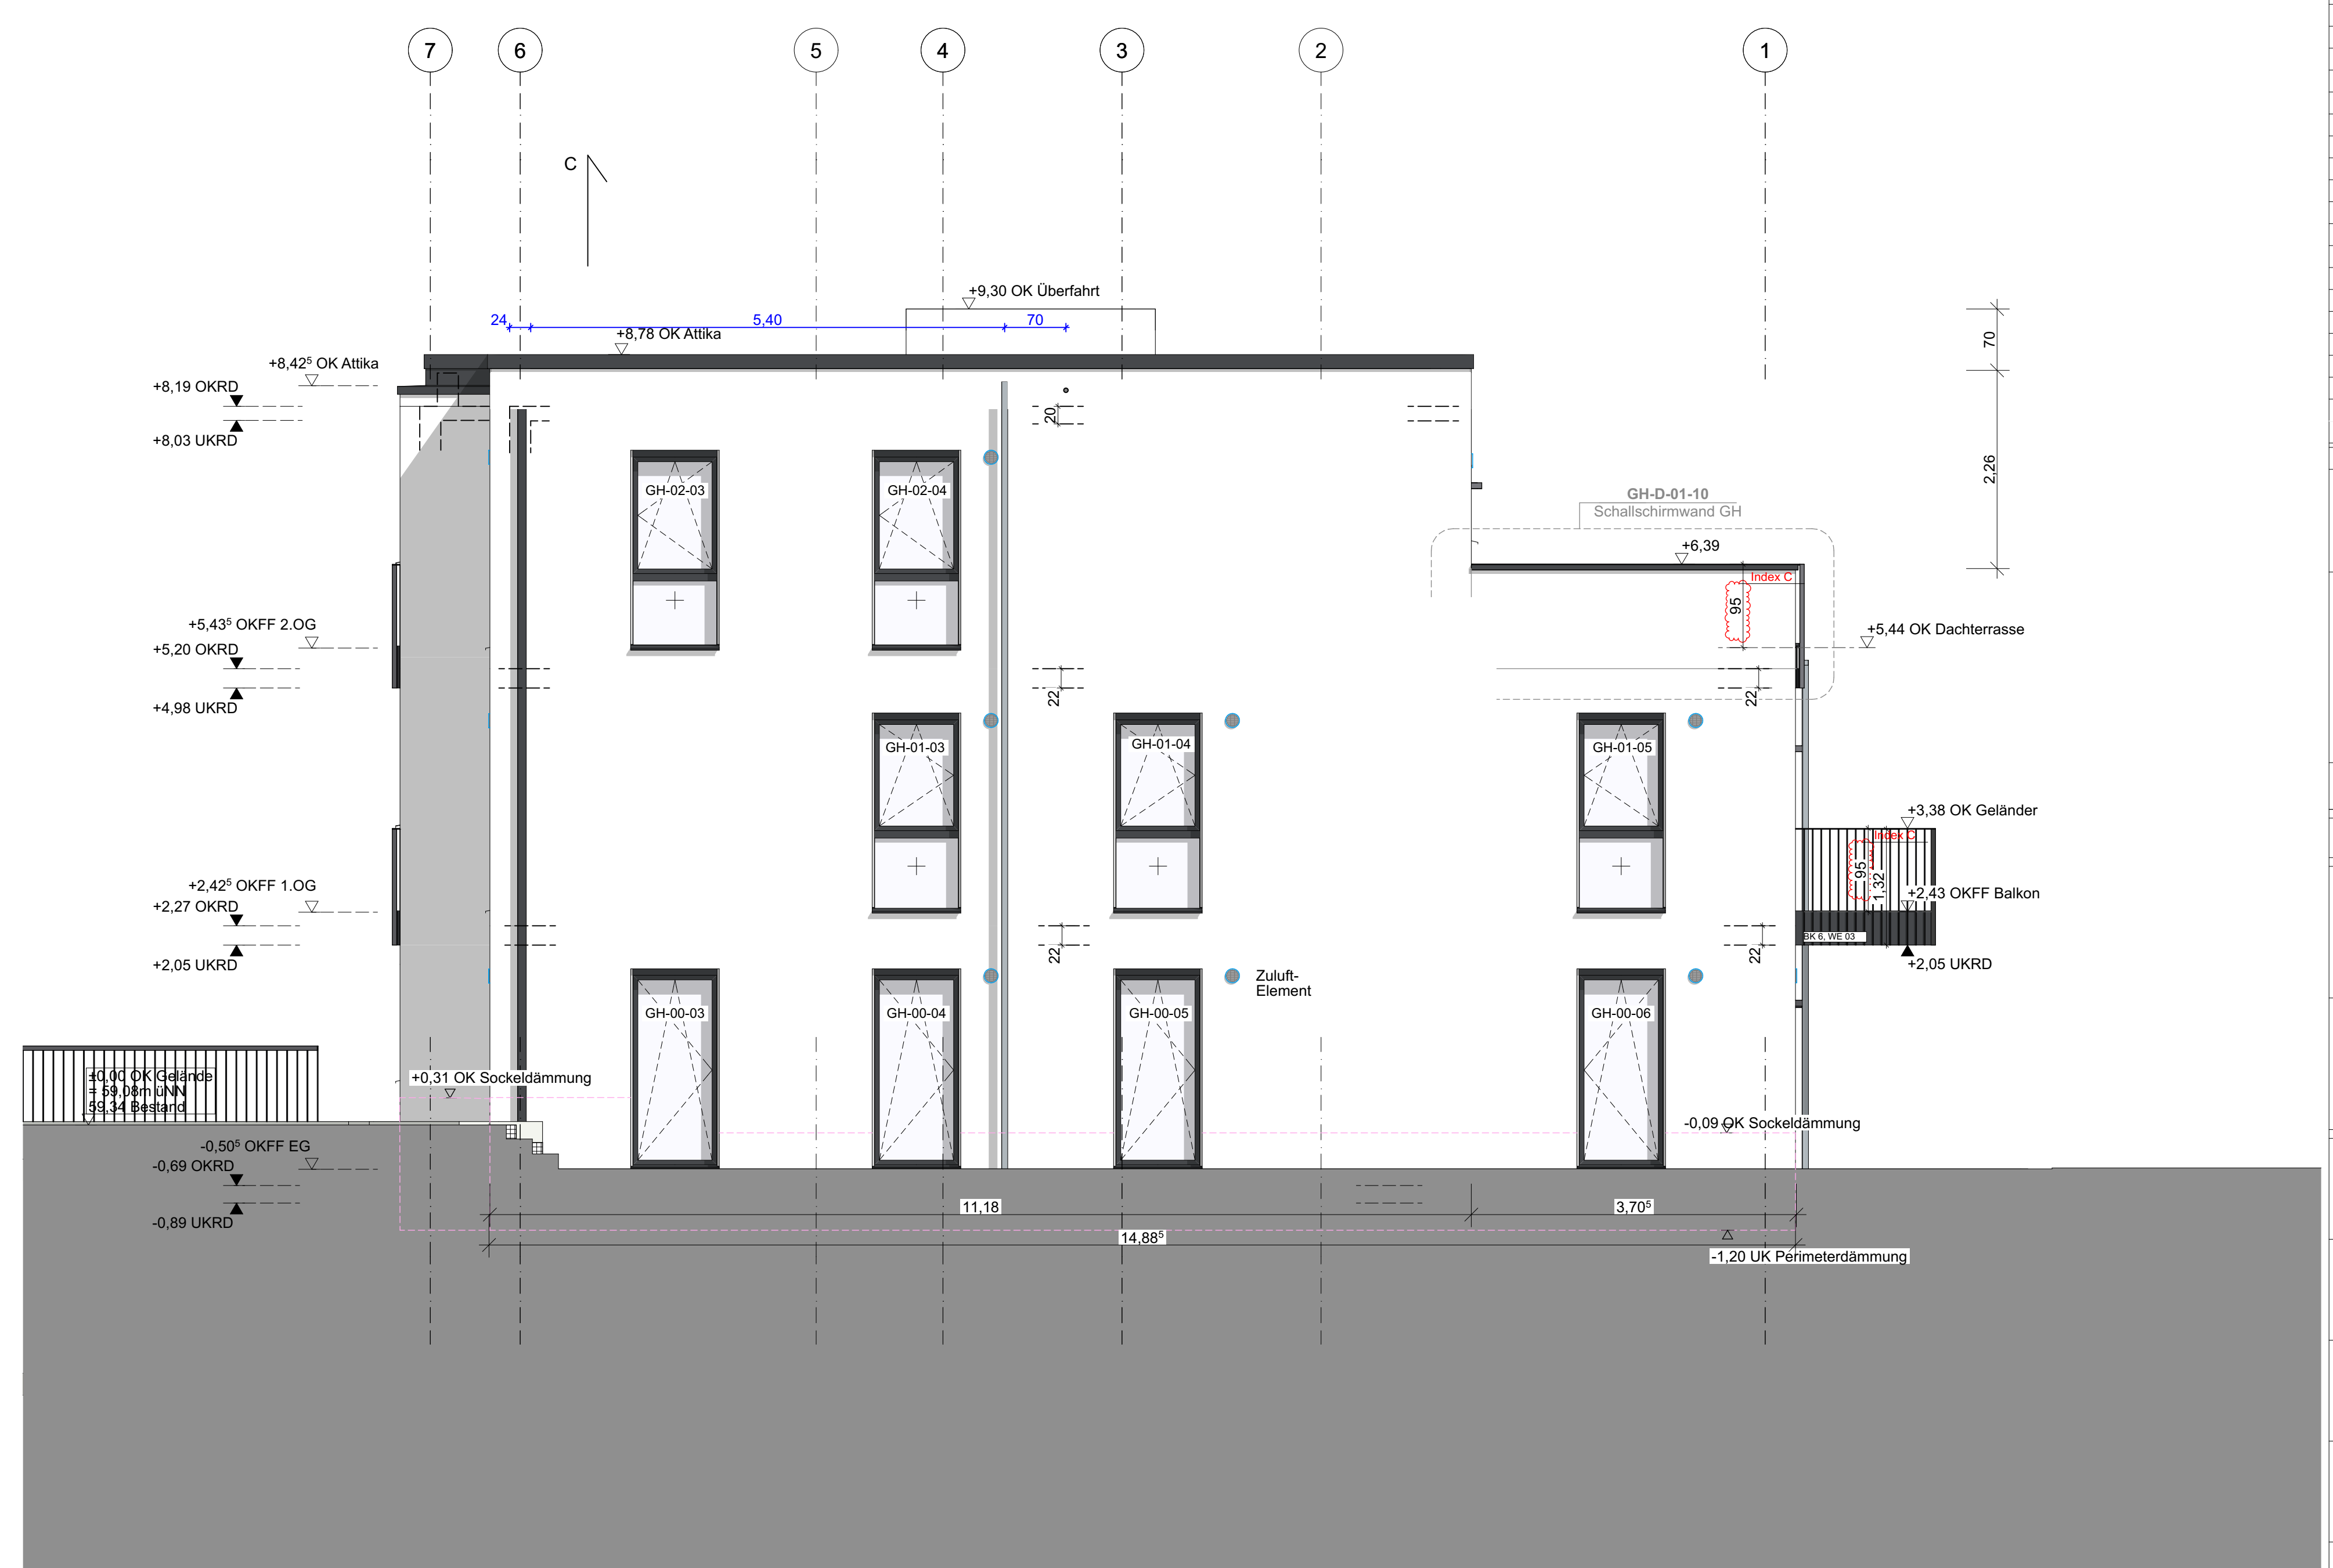 7 6 5 4 3 2 1
C
+9,30 OK Überfahrt
24 5,40 70
+8,78 OK Attika
70
+8,42⁵ OK Attika
+8,19 OKRD
20
+8,03 UKRD
2,26
GH-02-03 GH-02-04
GH-D-01-10
Schallschirmwand GH
+6,39
Index C
95
+5,43⁵ OKFF 2.OG
+5,44 OK Dachterrasse
+5,20 OKRD
22 22
+4,98 UKRD
GH-01-03 GH-01-04 GH-01-05
+3,38 OK Geländer
Index C
95
1,32
+2,42⁵ OKFF 1.OG
+2,43 OKFF Balkon
+2,27 OKRD
BK 6, WE 03
22 22
+2,05 UKRD
+2,05 UKRD
Zuluft-
Element
GH-00-03 GH-00-04 GH-00-05 GH-00-06
±0,00 OK Gelände
= 59,08m üNN
59,34 Bestand
+0,31 OK Sockeldämmung
-0,09 OK Sockeldämmung
-0,50⁵ OKFF EG
-0,69 OKRD
-0,89 UKRD
11,18 3,70⁵
14,88⁵
-1,20 UK Perimeterdämmung